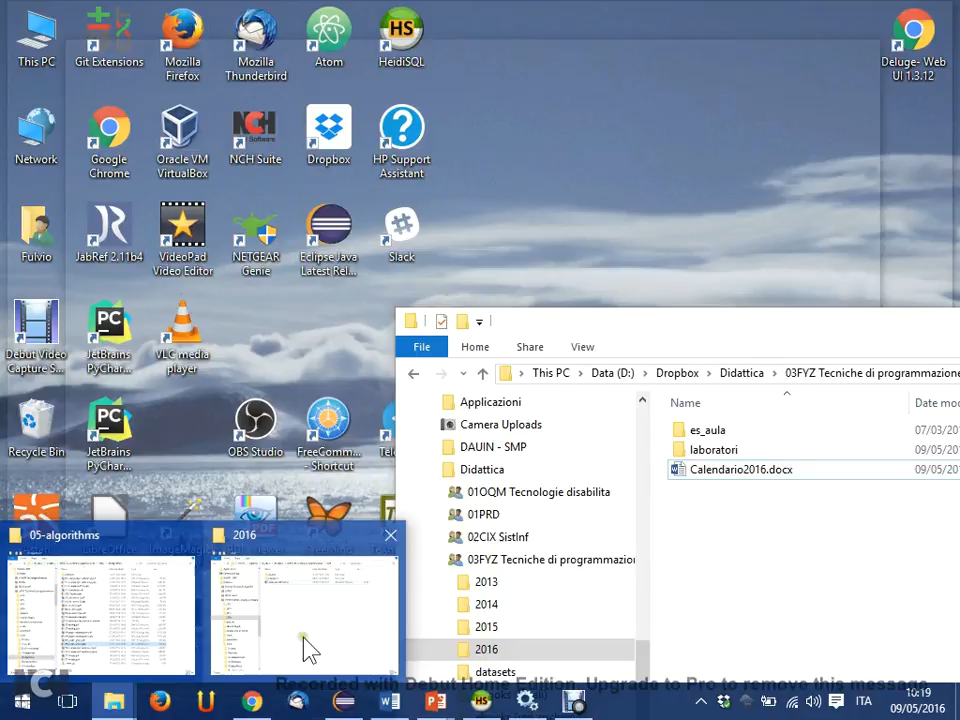 This PC
Git Extensions
Mozilla
Firefox
Mozilla
Thunderbird
Atom
HeidiSQL
Deluge- Web
UI 1.3.12
Network
Google
Chrome
Oracle VM
VirtualBox
NCH Suite
Dropbox
HP Support
Assistant
Fulvio
JabRef 2.11b4
VideoPad
Video Editor
NETGEAR
Genie
Eclipse Java
Latest Rel...
Slack
Debut Video
Capture S...
JetBrains
PyChar...
VLC media
player
Recycle Bin
JetBrains
PyChar...
OBS Studio
FreeComm...
- Shortcut
File
Home
Share
View
This PC
Data (D:)
Dropbox
Didattica
03FYZ Tecniche di programmazione
Applicazioni
Camera Uploads
DAUIN - SMP
Didattica
01OQM Tecnologie disabilita
01PRD
02CIX SistInf
03FYZ Tecniche di programmazio
2013
2014
2015
2016
datasets
Name
Date mo
es_aula
07/03/20
laboratori
09/05/20
Calendario2016.docx
09/05/20
05-algorithms
2016
Recorded with Debut Home Edition. Upgrade to Pro to remove this message
ITA
10:19
09/05/2016